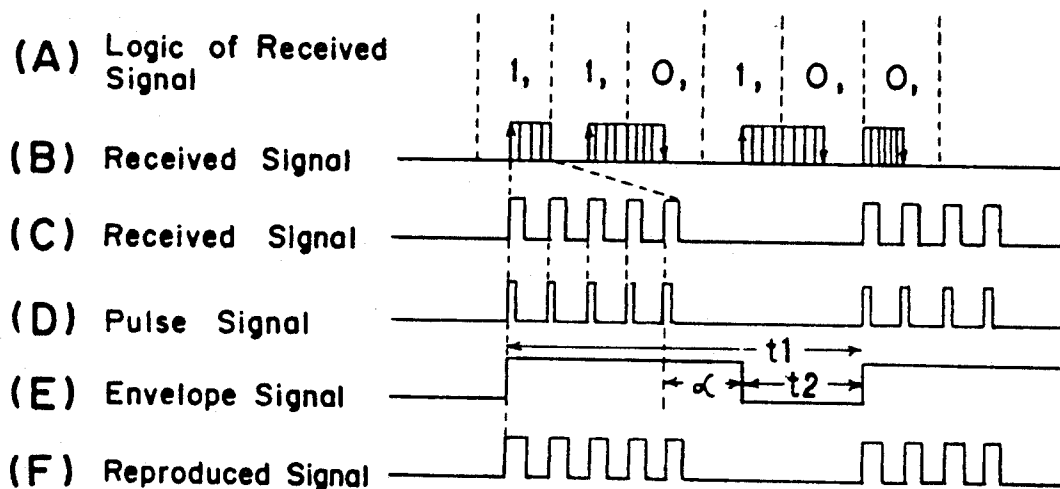 (A) Logic of Received Signal
1, 1, 0, 1, 0, 0,
(B) Received Signal
(C) Received Signal
(D) Pulse Signal
t1
(E) Envelope Signal
α t2
(F) Reproduced Signal